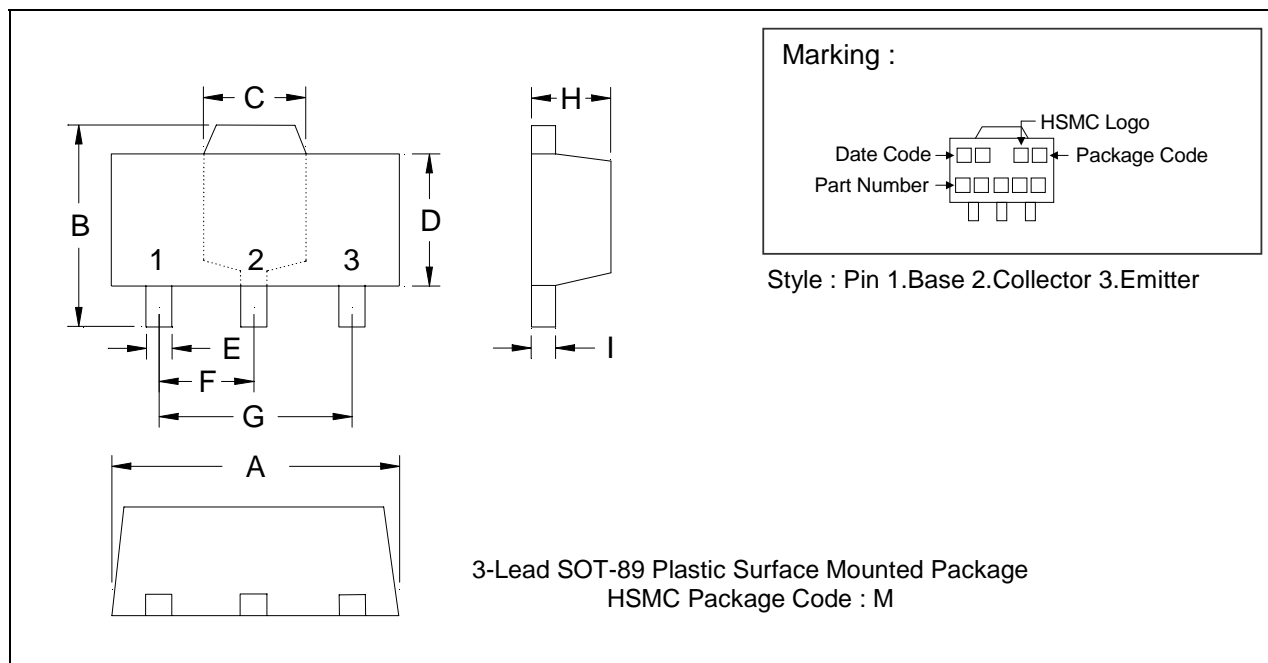 Marking :
HSMC Logo
Date Code
Package Code
Part Number
Style : Pin 1.Base 2.Collector 3.Emitter
C
H
B
D
1 2 3
E
I
F
G
A
3-Lead SOT-89 Plastic Surface Mounted Package
HSMC Package Code : M